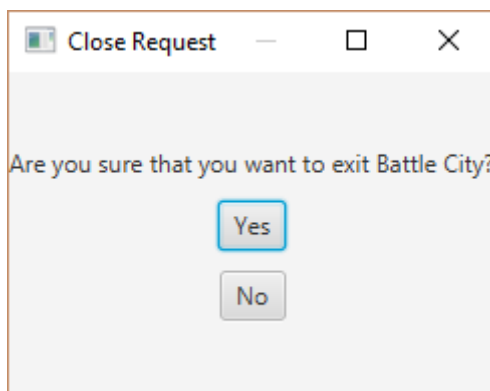 Close Request
Are you sure that you want to exit Battle City?
Yes
No